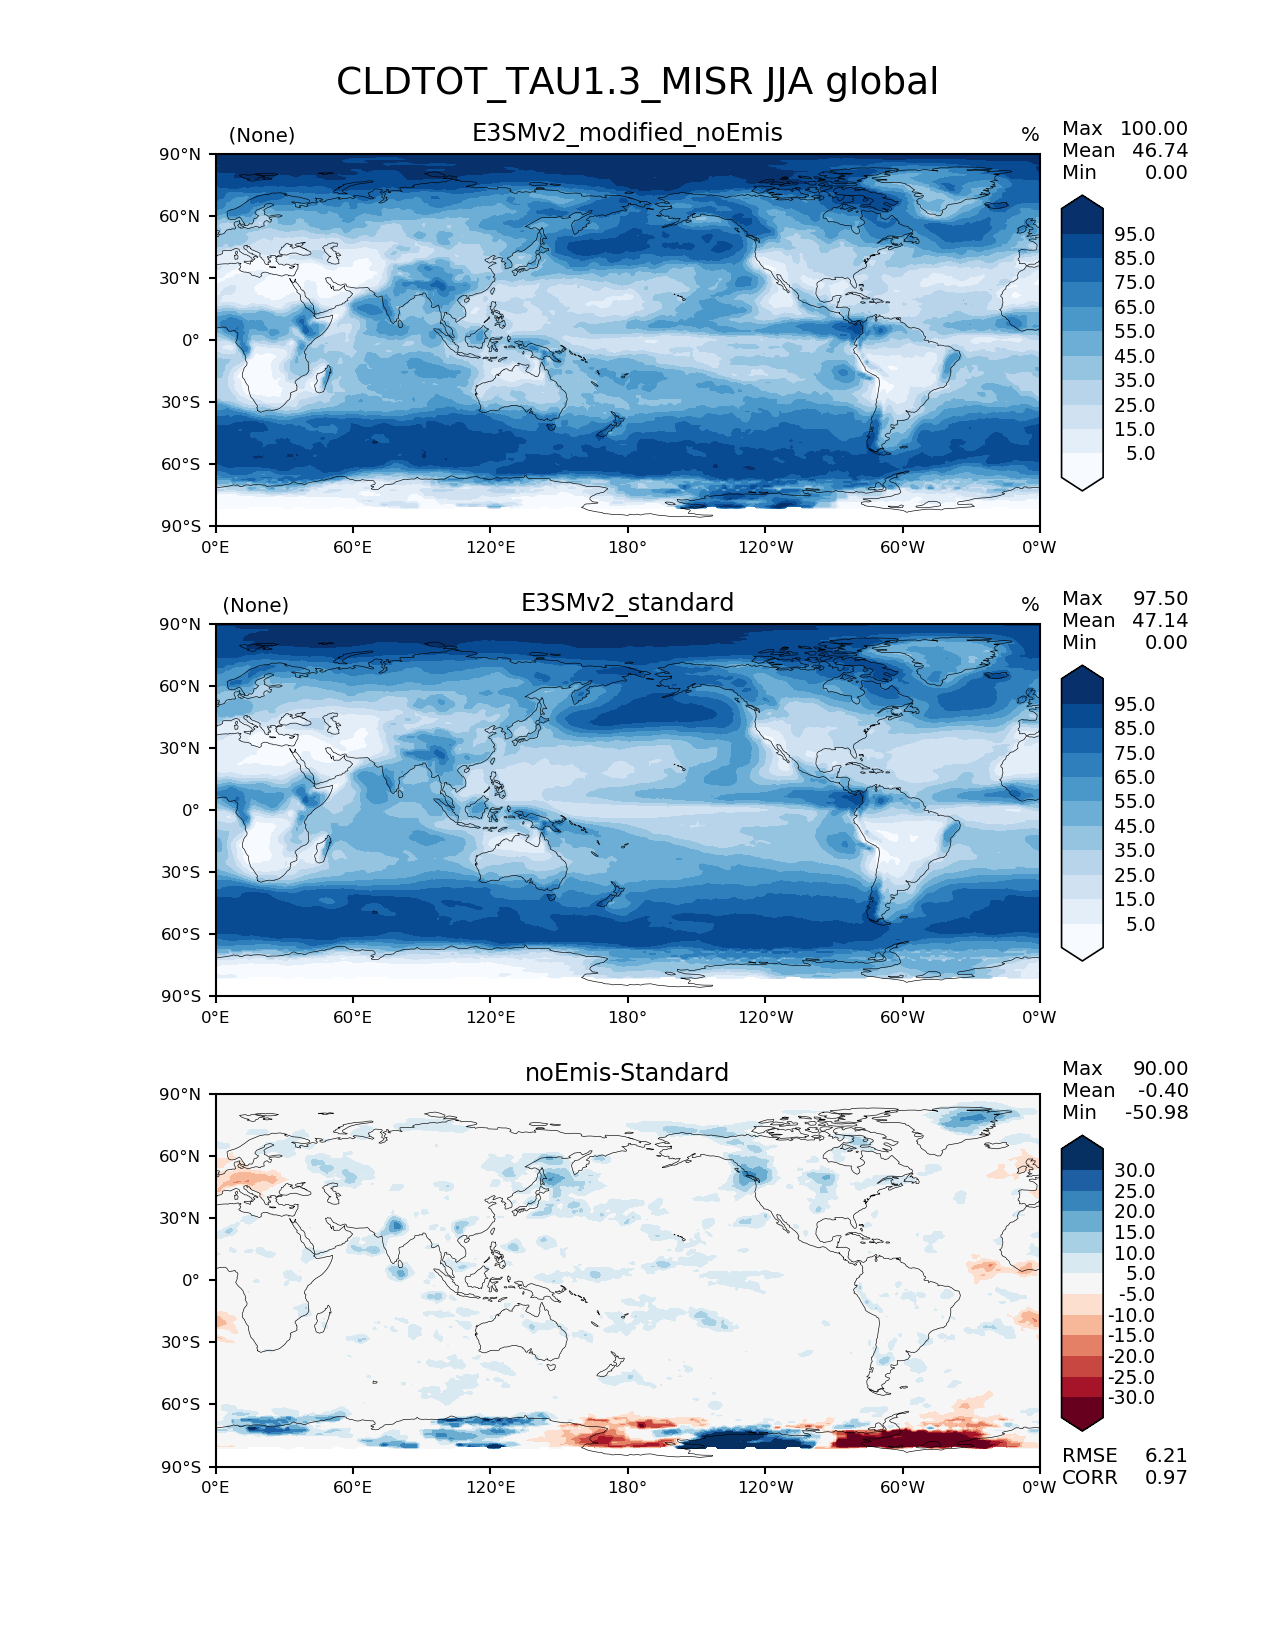 CLDTOT_TAU1.3_MISR JJA global
(None) E3SMv2_modified_noEmis %
Max 100.00
Mean 46.74
Min 0.00
90°N
60°N
30°N
0°
30°S
60°S
90°S
0°E 60°E 120°E 180° 120°W 60°W 0°W
95.0
85.0
75.0
65.0
55.0
45.0
35.0
25.0
15.0
5.0
(None) E3SMv2_standard %
Max 97.50
Mean 47.14
Min 0.00
90°N
60°N
30°N
0°
30°S
60°S
90°S
0°E 60°E 120°E 180° 120°W 60°W 0°W
95.0
85.0
75.0
65.0
55.0
45.0
35.0
25.0
15.0
5.0
noEmis-Standard
Max 90.00
Mean -0.40
Min -50.98
90°N
60°N
30°N
0°
30°S
60°S
90°S
0°E 60°E 120°E 180° 120°W 60°W 0°W
30.0
25.0
20.0
15.0
10.0
5.0
-5.0
-10.0
-15.0
-20.0
-25.0
-30.0
RMSE 6.21
CORR 0.97